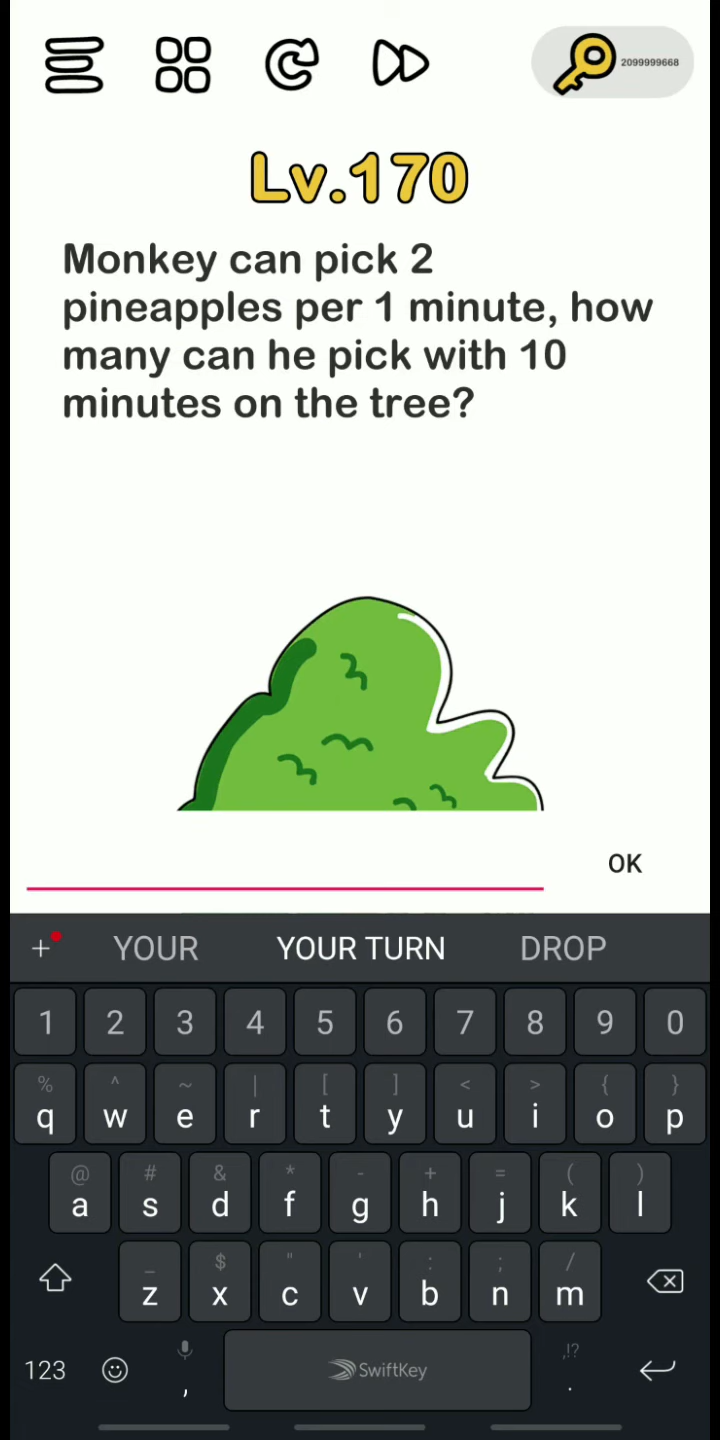 2099999668
Lv.170
Monkey can pick 2
pineapples per 1 minute, how
many can he pick with 10
minutes on the tree?
OK
+ YOUR YOUR TURN DROP
1 2 3 4 5 6 7 8 9 0
% ^ ~ | [ ] < > { }
q w e r t y u i o p
@ # & * - + = ( )
a s d f g h j k l
_ $ " ' : ; /
z x c v b n m
123 , SwiftKey ,!? .